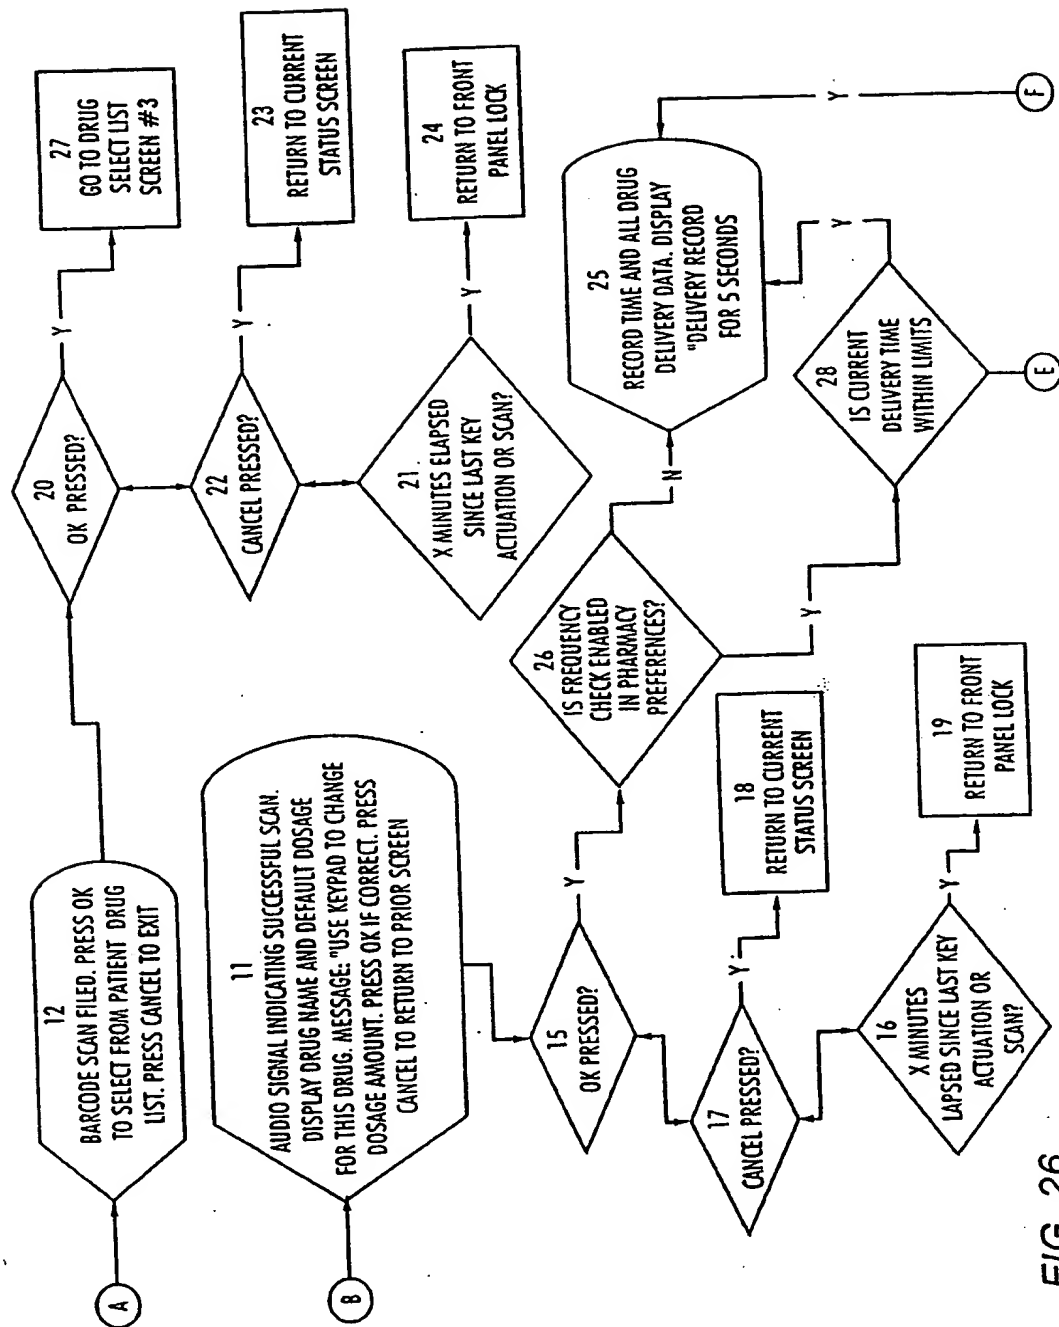 A
12
BARCODE SCAN FILED. PRESS OK
TO SELECT FROM PATIENT DRUG
LIST. PRESS CANCEL TO EXIT
20
OK PRESSED?
Y
27
GO TO DRUG
SELECT LIST
SCREEN #3
22
CANCEL PRESSED?
Y
23
RETURN TO CURRENT
STATUS SCREEN
21
X MINUTES ELAPSED
SINCE LAST KEY
ACTUATION OR SCAN?
Y
24
RETURN TO FRONT
PANEL LOCK
B
11
AUDIO SIGNAL INDICATING SUCCESSFUL SCAN.
DISPLAY DRUG NAME AND DEFAULT DOSAGE
FOR THIS DRUG. MESSAGE: "USE KEYPAD TO CHANGE
DOSAGE AMOUNT. PRESS OK IF CORRECT. PRESS
CANCEL TO RETURN TO PRIOR SCREEN
15
OK PRESSED?
Y
26
IS FREQUENCY
CHECK ENABLED
IN PHARMACY
PREFERENCES?
N
25
RECORD TIME AND ALL DRUG
DELIVERY DATA. DISPLAY
"DELIVERY RECORD
FOR 5 SECONDS
Y
F
Y
28
IS CURRENT
DELIVERY TIME
WITHIN LIMITS
Y
E
17
CANCEL PRESSED?
Y
18
RETURN TO CURRENT
STATUS SCREEN
16
X MINUTES
LAPSED SINCE LAST KEY
ACTUATION OR
SCAN?
Y
19
RETURN TO FRONT
PANEL LOCK
FIG. 26